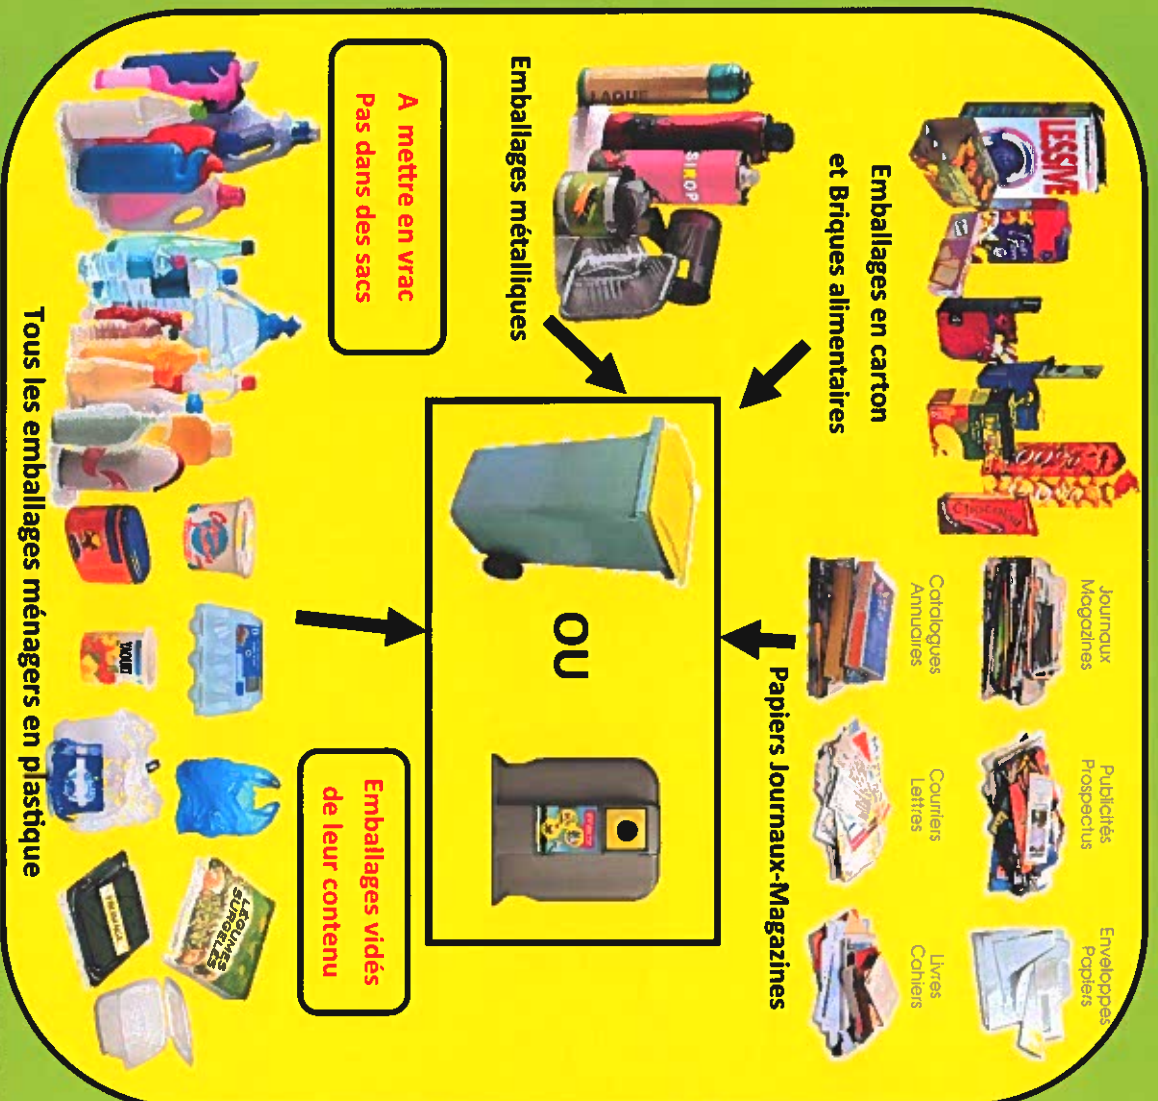 LESSIVE
Chocolat
Emballages en carton
et Briques alimentaires
Journaux
Magazines
Publicités
Prospectus
Enveloppes
Papiers
Catalogues
Annuaires
Courriers
Lettres
Livres
Cahiers
Papiers Journaux-Magazines
LAQUE
SIROP
Emballages métalliques
OU
A mettre en vrac
Pas dans des sacs
Emballages vidés
de leur contenu
LÉGUMES
SURGELÉS
Tous les emballages ménagers en plastique